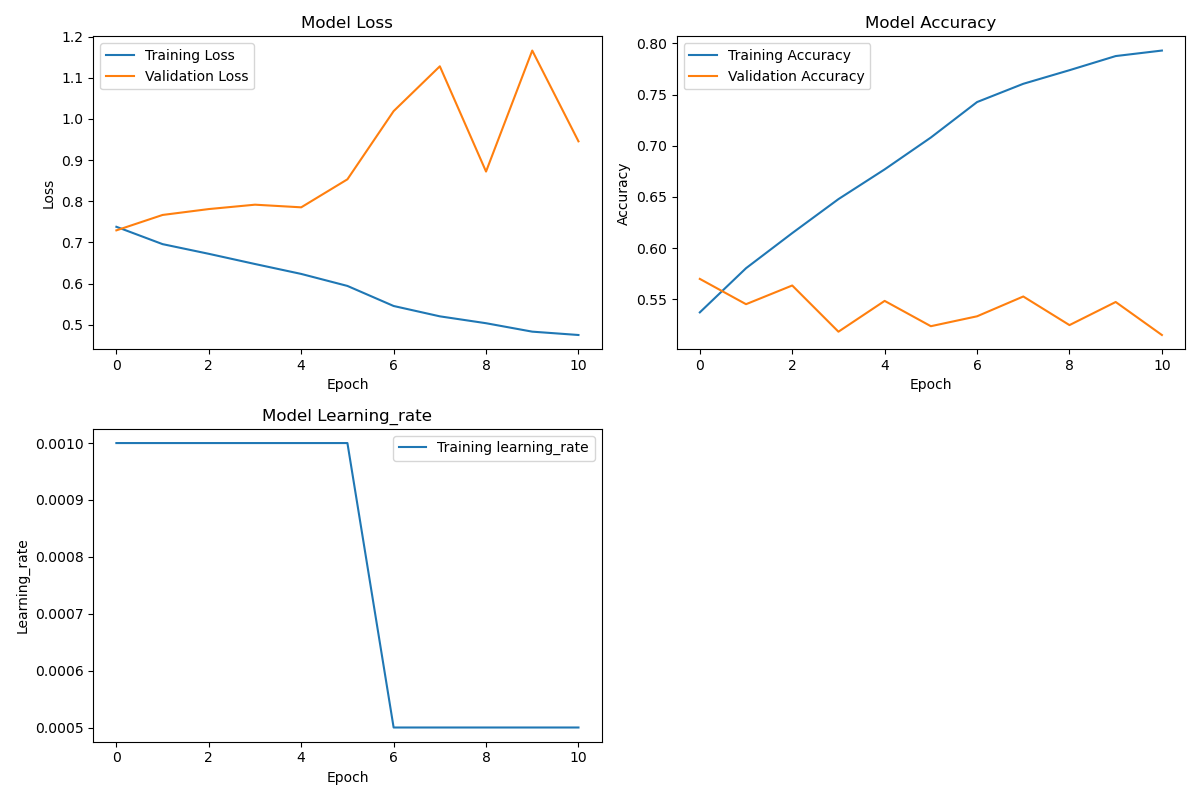 Model Loss
Training Loss
Validation Loss
1.2
1.1
1.0
0.9
0.8
0.7
0.6
0.5
Loss
0 2 4 6 8 10
Epoch
Model Accuracy
Training Accuracy
Validation Accuracy
0.80
0.75
0.70
0.65
0.60
0.55
Accuracy
0 2 4 6 8 10
Epoch
Model Learning_rate
Training learning_rate
0.0010
0.0009
0.0008
0.0007
0.0006
0.0005
Learning_rate
0 2 4 6 8 10
Epoch